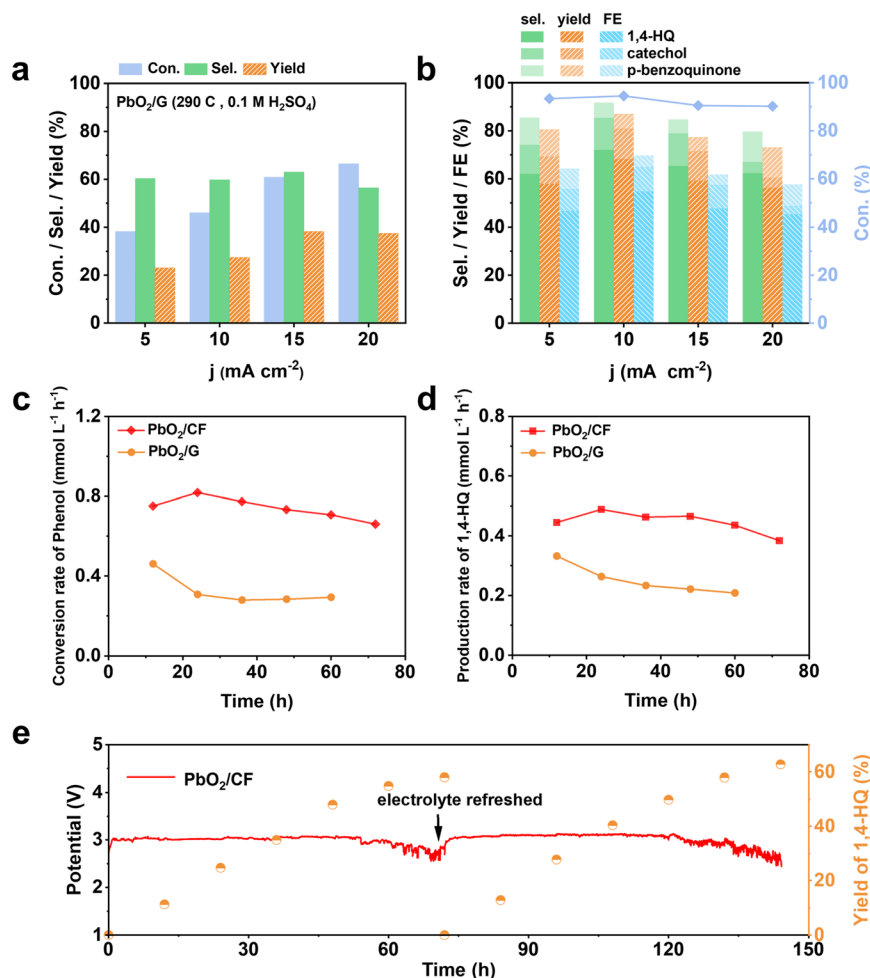 a
Con. Sel. Yield
PbO₂/G (290 C , 0.1 M H₂SO₄)
Con. / Sel. / Yield (%)
100
80
60
40
20
0
5 10 15 20
j (mA cm⁻²)
b
sel. yield FE
1,4-HQ
catechol
p-benzoquinone
Sel. / Yield / FE (%)
100
80
60
40
20
0
5 10 15 20
j (mA cm⁻²)
100
80
60
40
20
0
Con. (%)
c
PbO₂/CF
PbO₂/G
Conversion rate of Phenol (mmol L⁻¹ h⁻¹)
1.2
0.8
0.4
0.0
0 20 40 60 80
Time (h)
d
PbO₂/CF
PbO₂/G
Production rate of 1,4-HQ (mmol L⁻¹ h⁻¹)
0.8
0.6
0.4
0.2
0.0
0 20 40 60 80
Time (h)
e
PbO₂/CF
electrolyte refreshed
Potential (V)
5
4
3
2
1
0 30 60 90 120 150
Time (h)
60
40
20
0
Yield of 1,4-HQ (%)